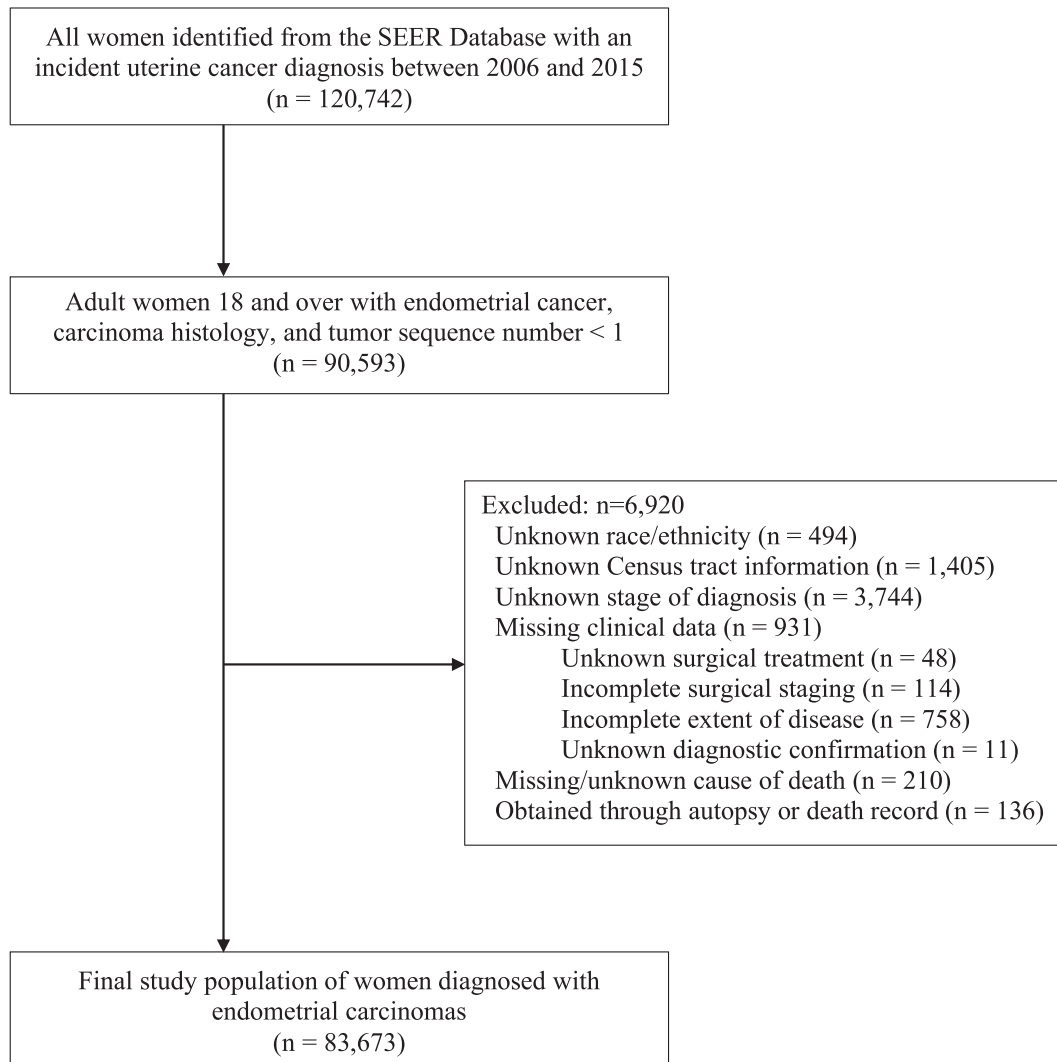 All women identified from the SEER Database with an
incident uterine cancer diagnosis between 2006 and 2015
(n = 120,742)
Adult women 18 and over with endometrial cancer,
carcinoma histology, and tumor sequence number < 1
(n = 90,593)
Excluded: n=6,920
Unknown race/ethnicity (n = 494)
Unknown Census tract information (n = 1,405)
Unknown stage of diagnosis (n = 3,744)
Missing clinical data (n = 931)
Unknown surgical treatment (n = 48)
Incomplete surgical staging (n = 114)
Incomplete extent of disease (n = 758)
Unknown diagnostic confirmation (n = 11)
Missing/unknown cause of death (n = 210)
Obtained through autopsy or death record (n = 136)
Final study population of women diagnosed with
endometrial carcinomas
(n = 83,673)